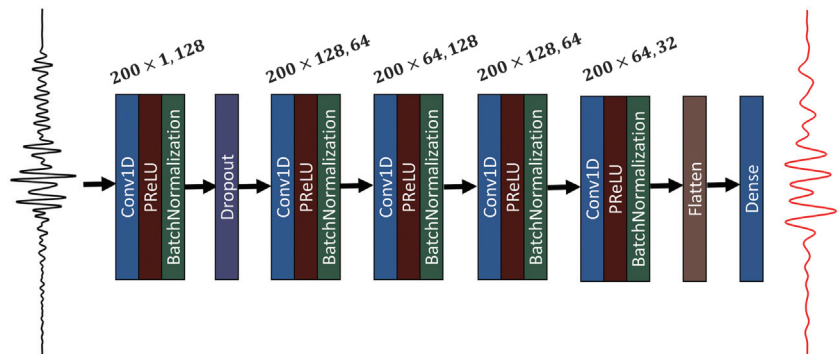 200 × 1, 128
200 × 128, 64
200 × 64, 128
200 × 128, 64
200 × 64, 32
Conv1D
PReLU
BatchNormalization
Dropout
Conv1D
PReLU
BatchNormalization
Conv1D
PReLU
BatchNormalization
Conv1D
PReLU
BatchNormalization
Conv1D
PReLU
BatchNormalization
Flatten
Dense